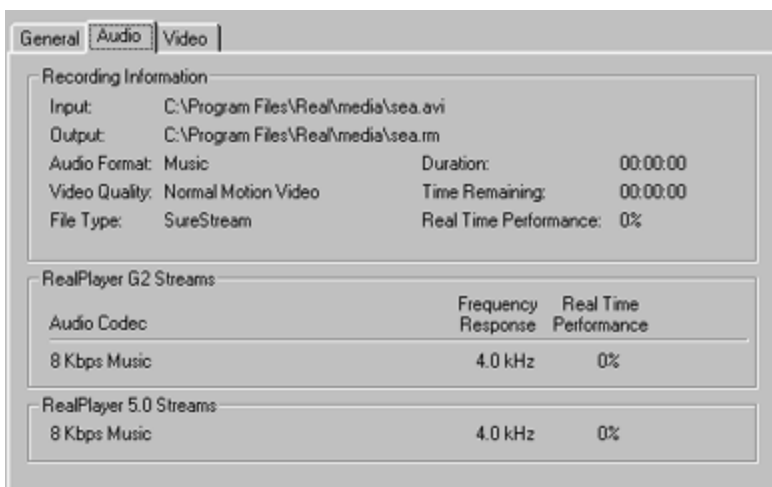 General Audio Video
Recording Information
Input: C:\Program Files\Real\media\sea.avi
Output: C:\Program Files\Real\media\sea.rm
Audio Format: Music Duration: 00:00:00
Video Quality: Normal Motion Video Time Remaining: 00:00:00
File Type: SureStream Real Time Performance: 0%
RealPlayer G2 Streams
Frequency Real Time
Audio Codec Response Performance
8 Kbps Music 4.0 kHz 0%
RealPlayer 5.0 Streams
8 Kbps Music 4.0 kHz 0%